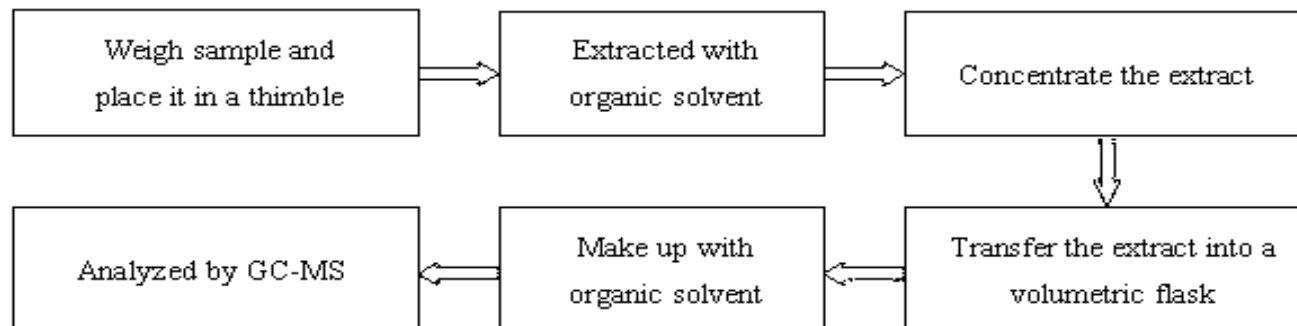 Weigh sample and
place it in a thimble
Extracted with
organic solvent
Concentrate the extract
Transfer the extract into a
volumetric flask
Make up with
organic solvent
Analyzed by GC-MS